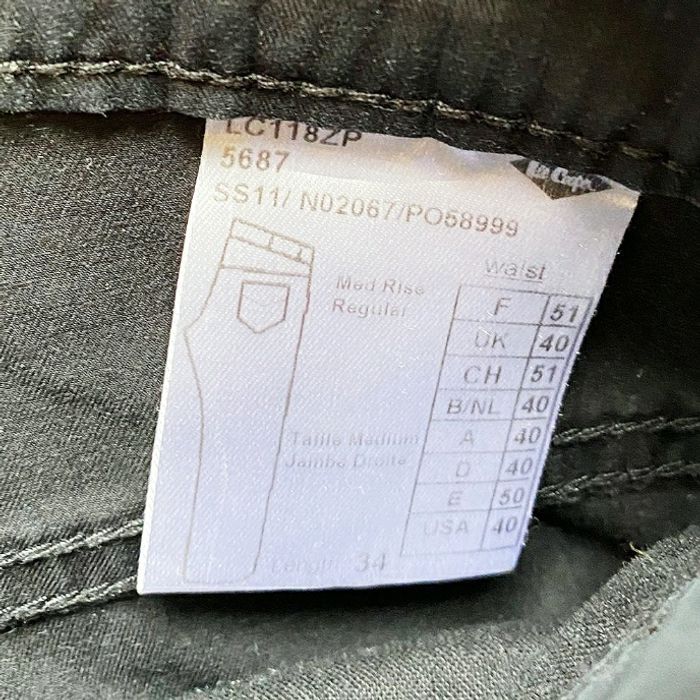 LC118ZP
5687
SS11/ N02067/PO58999
Lee Cooper
waist
Med Rise
Regular
F 51
UK 40
CH 51
B/NL 40
A 40
D 40
E 50
USA 40
Taille Medium
Jambe Droite
Length 34